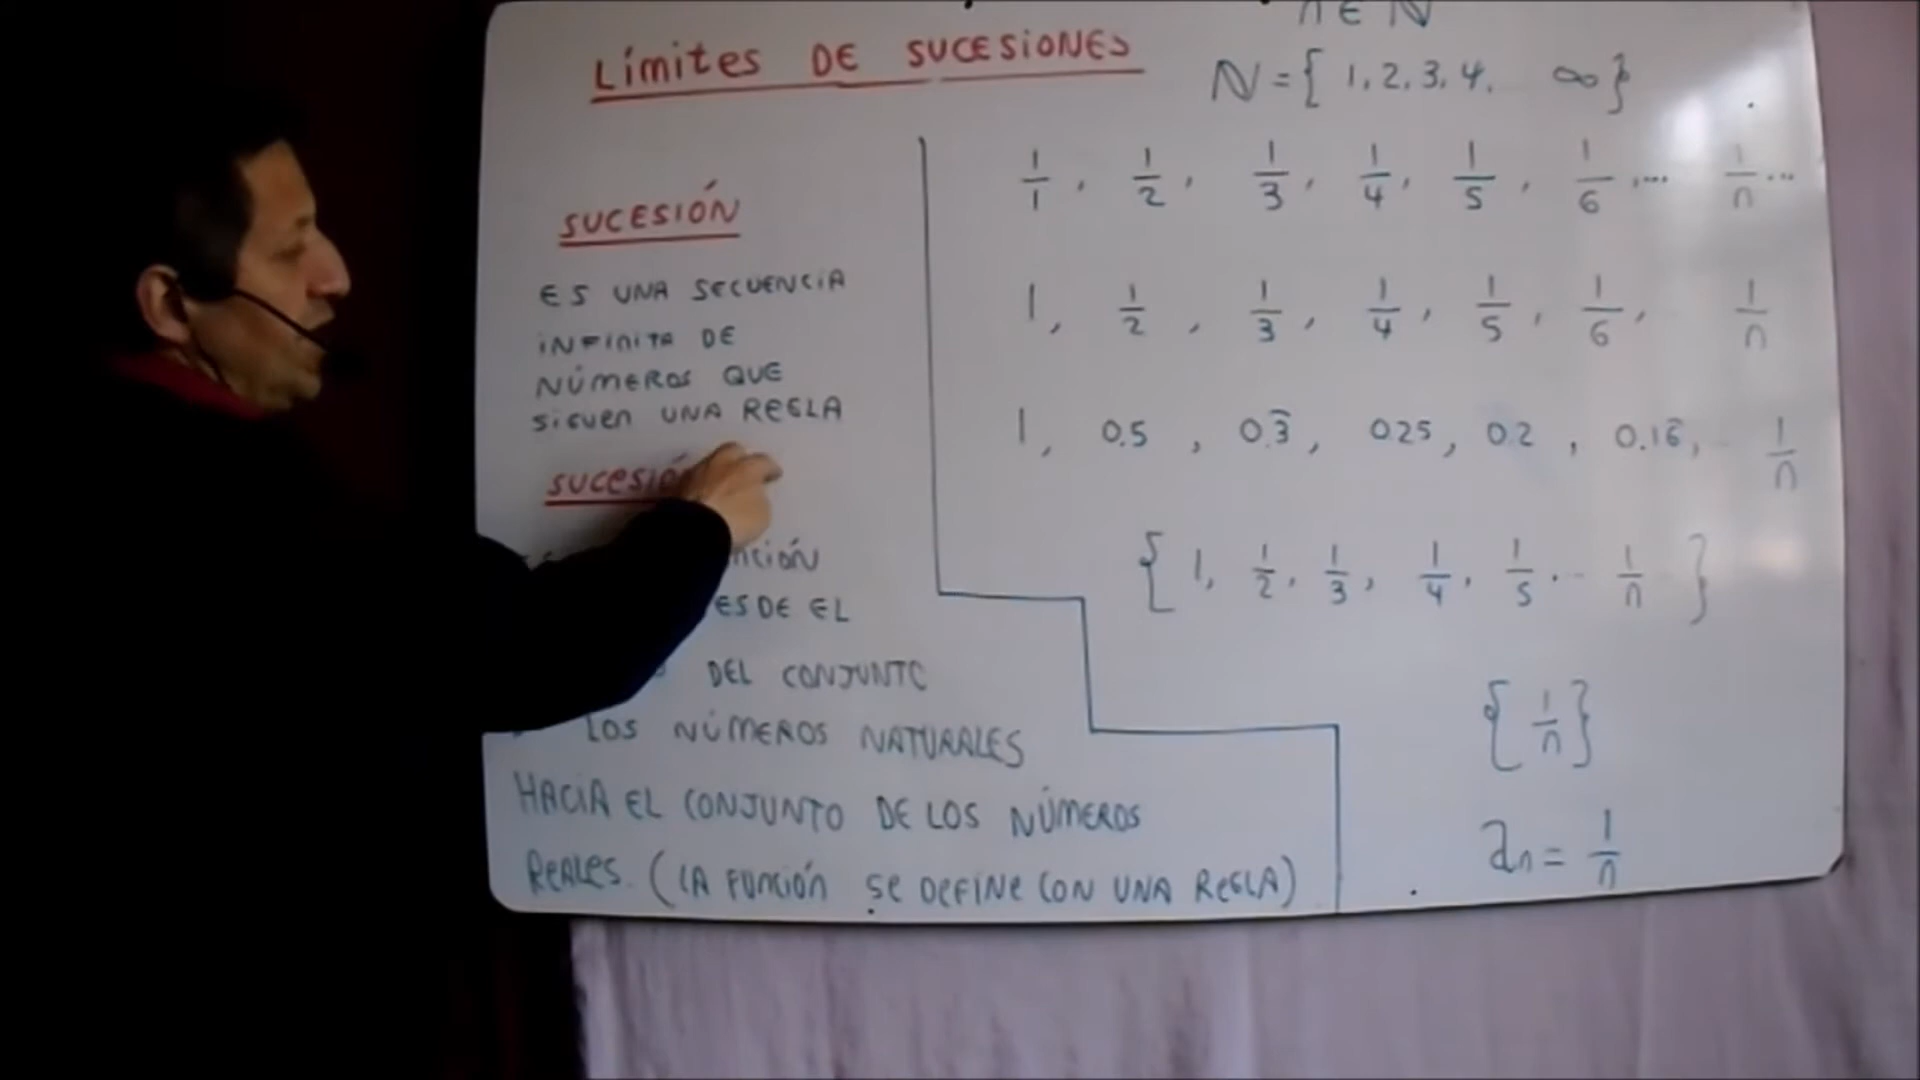 Límites DE SUCESIONES
n ∈ N
N = { 1, 2, 3, 4, ∞ }
SUCESIÓN
ES UNA SECUENCIA
INFINITA DE
NÚMEROS QUE
SIGUEN UNA REGLA
SUCESIÓN
ESDE EL
DEL CONJUNTO
LOS NÚMEROS NATURALES
HACIA EL CONJUNTO DE LOS NÚMEROS
REALES. (LA FUNCIÓN SE DEFINE CON UNA REGLA)
1/1, 1/2, 1/3, 1/4, 1/5, 1/6, ... 1/n ...
1, 1/2, 1/3, 1/4, 1/5, 1/6, 1/n
1, 0.5, 0.3̄, 0.25, 0.2, 0.16̄, 1/n
{ 1, 1/2, 1/3, 1/4, 1/5 ... 1/n }
{ 1/n }
an = 1/n